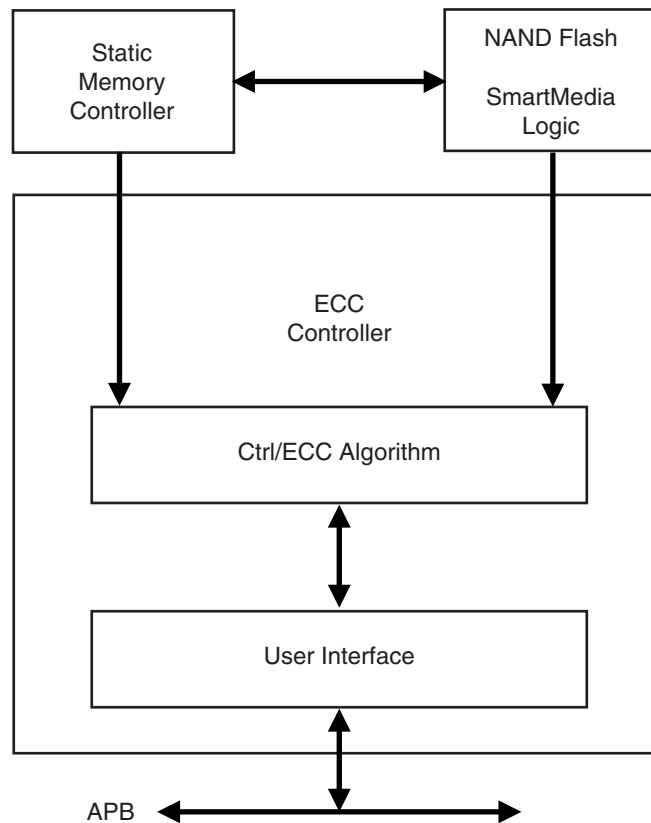 Static
Memory
Controller
NAND Flash
SmartMedia
Logic
ECC
Controller
Ctrl/ECC Algorithm
User Interface
APB